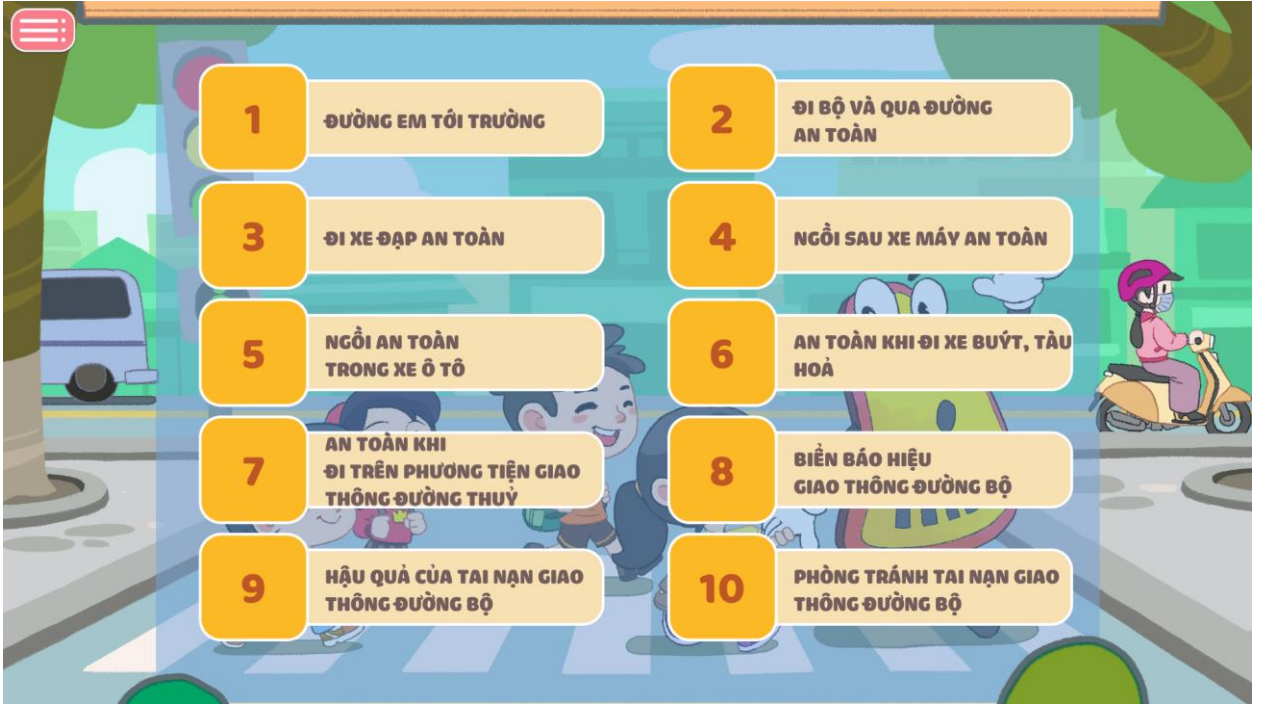 1
ĐƯỜNG EM TỚI TRƯỜNG
2
ĐI BỘ VÀ QUA ĐƯỜNG
AN TOÀN
3
ĐI XE ĐẠP AN TOÀN
4
NGỒI SAU XE MÁY AN TOÀN
5
NGỒI AN TOÀN
TRONG XE Ô TÔ
6
AN TOÀN KHI ĐI XE BUÝT, TÀU
HOẢ
7
AN TOÀN KHI
ĐI TRÊN PHƯƠNG TIỆN GIAO
THÔNG ĐƯỜNG THUỶ
8
BIỂN BÁO HIỆU
GIAO THÔNG ĐƯỜNG BỘ
9
HẬU QUẢ CỦA TAI NẠN GIAO
THÔNG ĐƯỜNG BỘ
10
PHÒNG TRÁNH TAI NẠN GIAO
THÔNG ĐƯỜNG BỘ